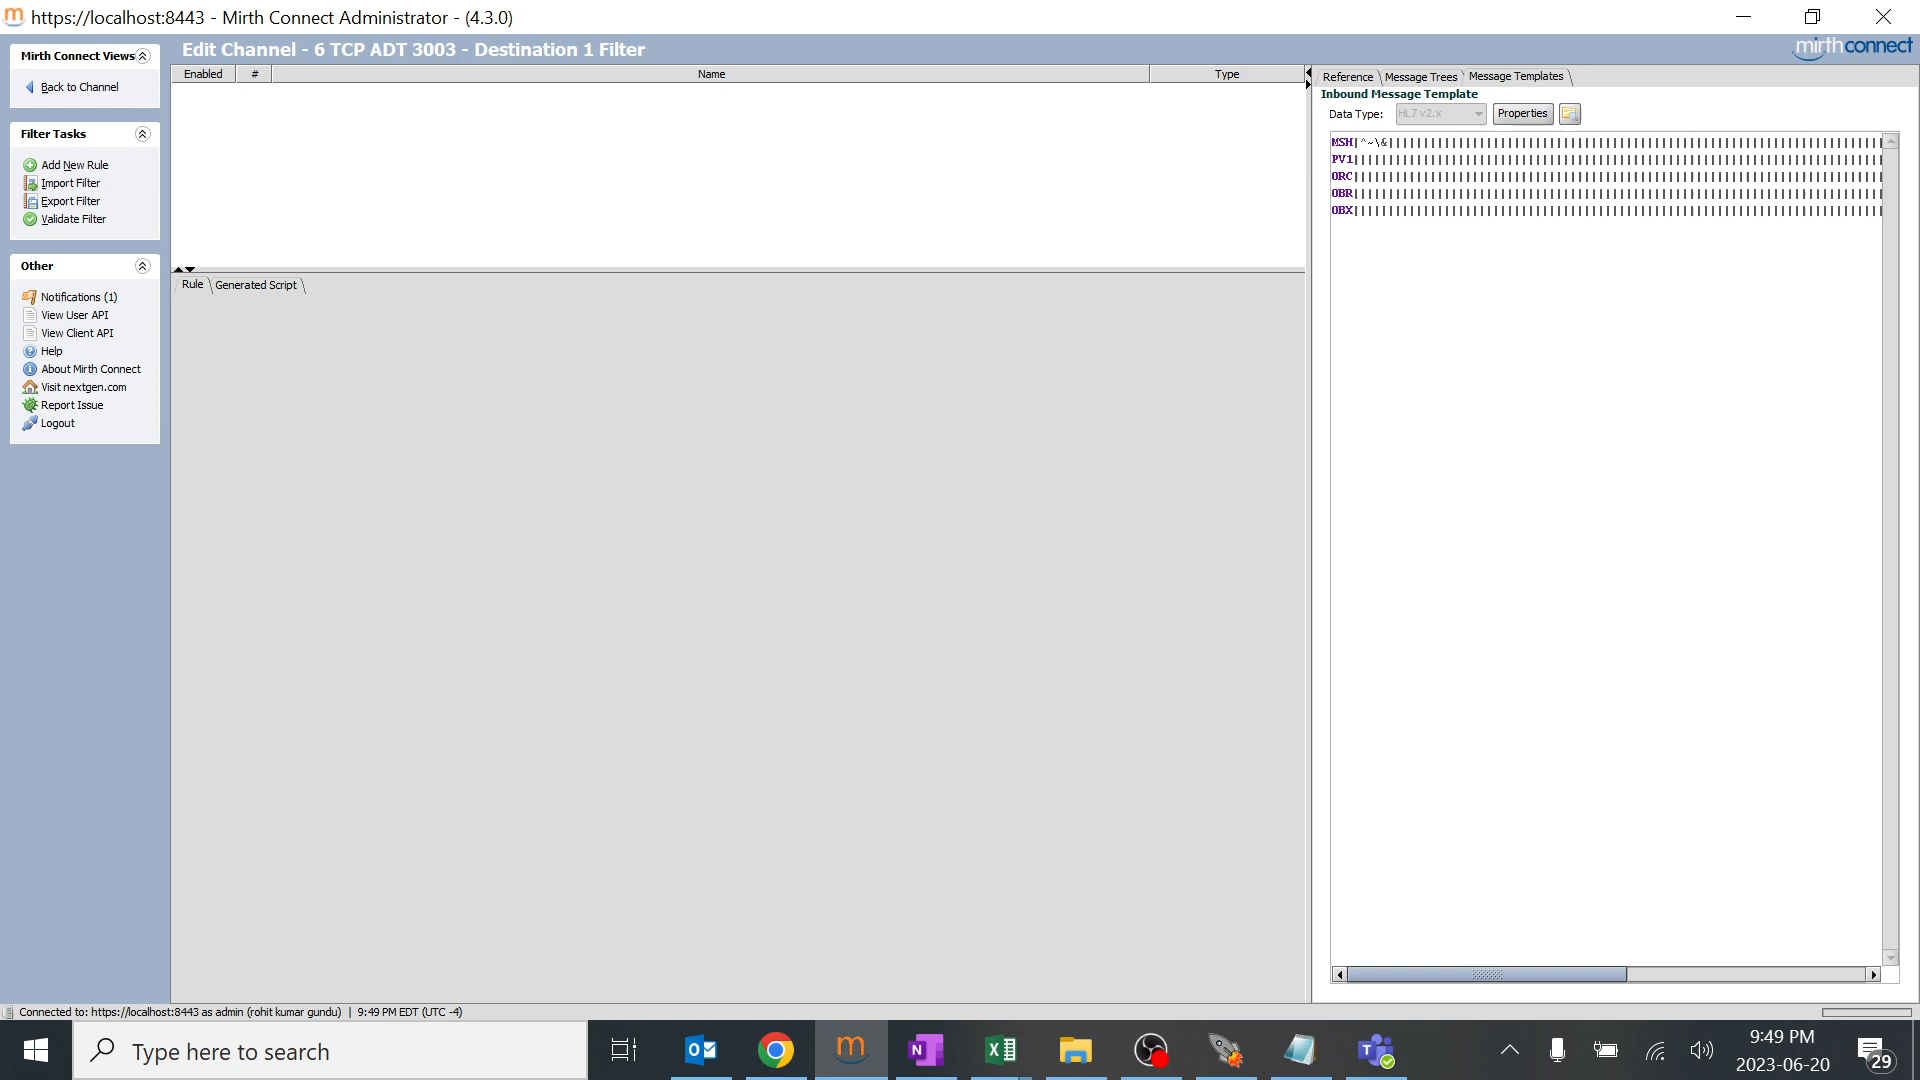 https://localhost:8443 - Mirth Connect Administrator - (4.3.0)
Mirth Connect Views
Back to Channel
Filter Tasks
Add New Rule
Import Filter
Export Filter
Validate Filter
Other
Notifications (1)
View User API
View Client API
Help
About Mirth Connect
Visit nextgen.com
Report Issue
Logout
Edit Channel - 6 TCP ADT 3003 - Destination 1 Filter
mirthconnect
Enabled # Name Type
Rule Generated Script
Reference Message Trees Message Templates
Inbound Message Template
Data Type: HL7 v2.x Properties
MSH|^~\&||||||||||||||||||||||||||||||||||||||||||||||||||||||||||||||||||||||
PV1|||||||||||||||||||||||||||||||||||||||||||||||||||||||||||||||||||||||||||
ORC|||||||||||||||||||||||||||||||||||||||||||||||||||||||||||||||||||||||||||
OBR|||||||||||||||||||||||||||||||||||||||||||||||||||||||||||||||||||||||||||
OBX|||||||||||||||||||||||||||||||||||||||||||||||||||||||||||||||||||||||||||
Connected to: https://localhost:8443 as admin (rohit kumar gundu) | 9:49 PM EDT (UTC -4)
Type here to search
9:49 PM
2023-06-20
29